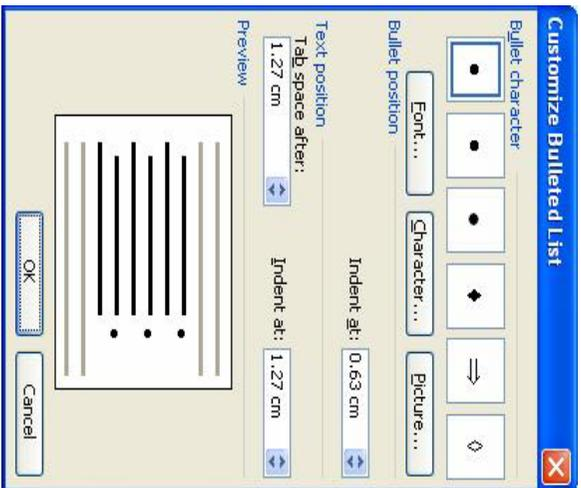 Customize Bulleted List
Bullet character
Font... Character... Picture...
Bullet position
Indent at: 0.63 cm
Text position
Tab space after:
1.27 cm Indent at: 1.27 cm
Preview
OK Cancel